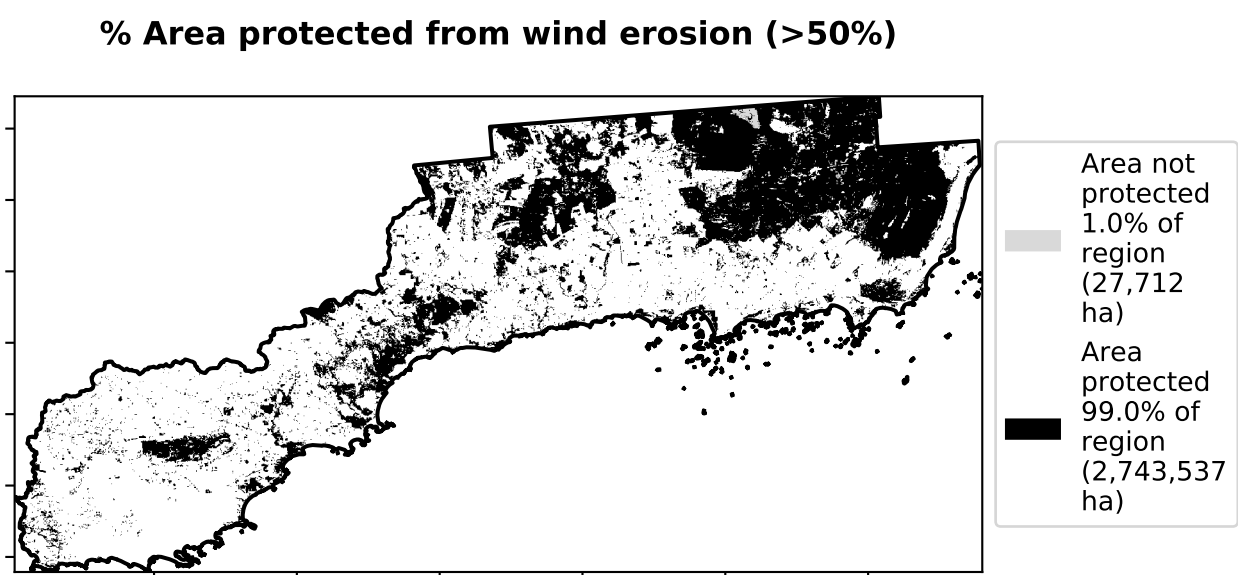 % Area protected from wind erosion (>50%)
Area not
protected
1.0% of
region
(27,712
ha)
Area
protected
99.0% of
region
(2,743,537
ha)